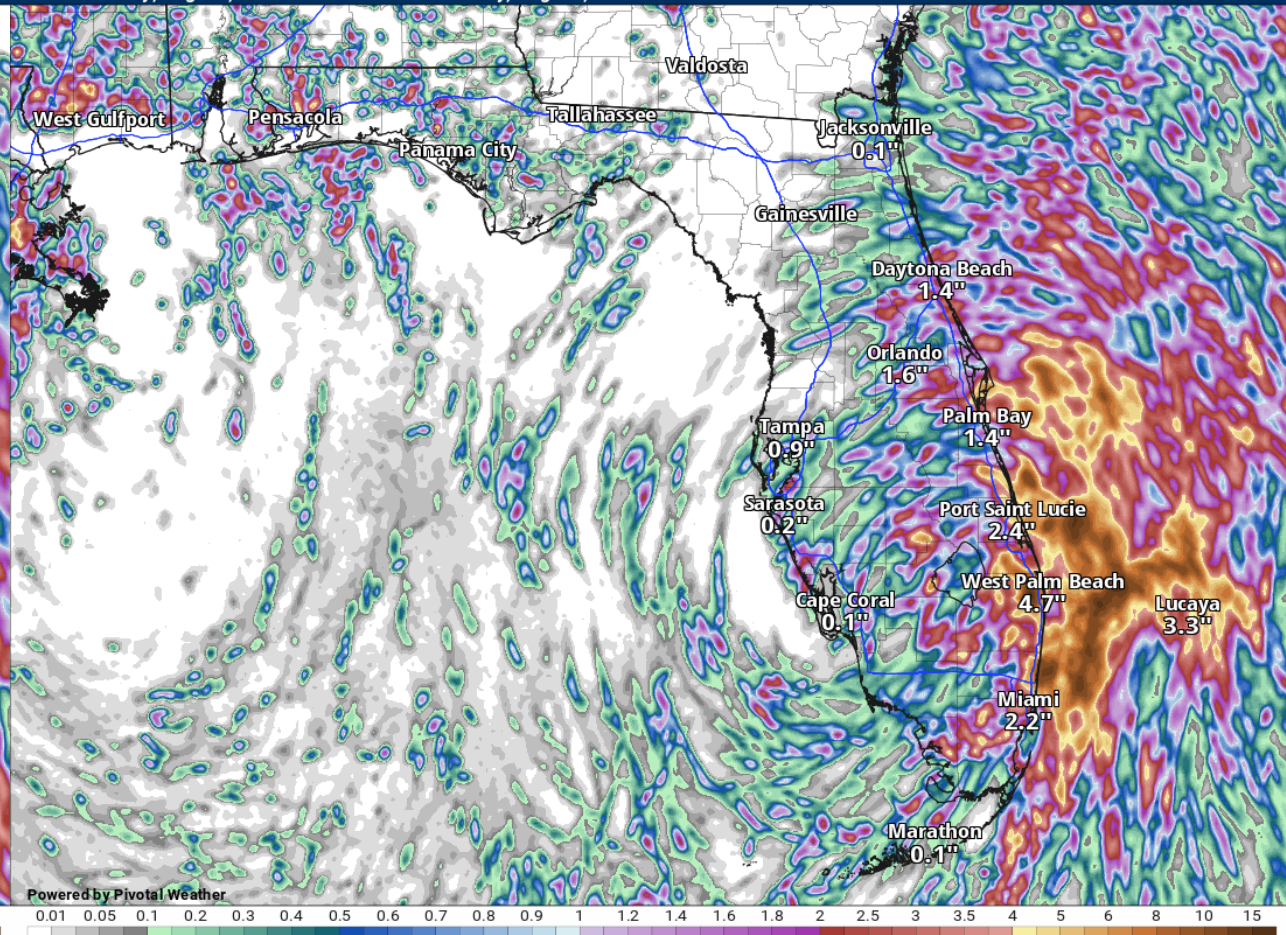 Valdosta
West Gulfport
Pensacola
Tallahassee
Jacksonville
0.1"
Panama City
Gainesville
Daytona Beach
1.4"
Orlando
1.6"
Palm Bay
1.4"
Tampa
0.9"
Sarasota
0.2"
Port Saint Lucie
2.4"
West Palm Beach
4.7"
Cape Coral
0.1"
Lucaya
3.3"
Miami
2.2"
Marathon
0.1"
Powered by Pivotal Weather
0.01 0.05 0.1 0.2 0.3 0.4 0.5 0.6 0.7 0.8 0.9 1 1.2 1.4 1.6 1.8 2 2.5 3 3.5 4 5 6 8 10 15